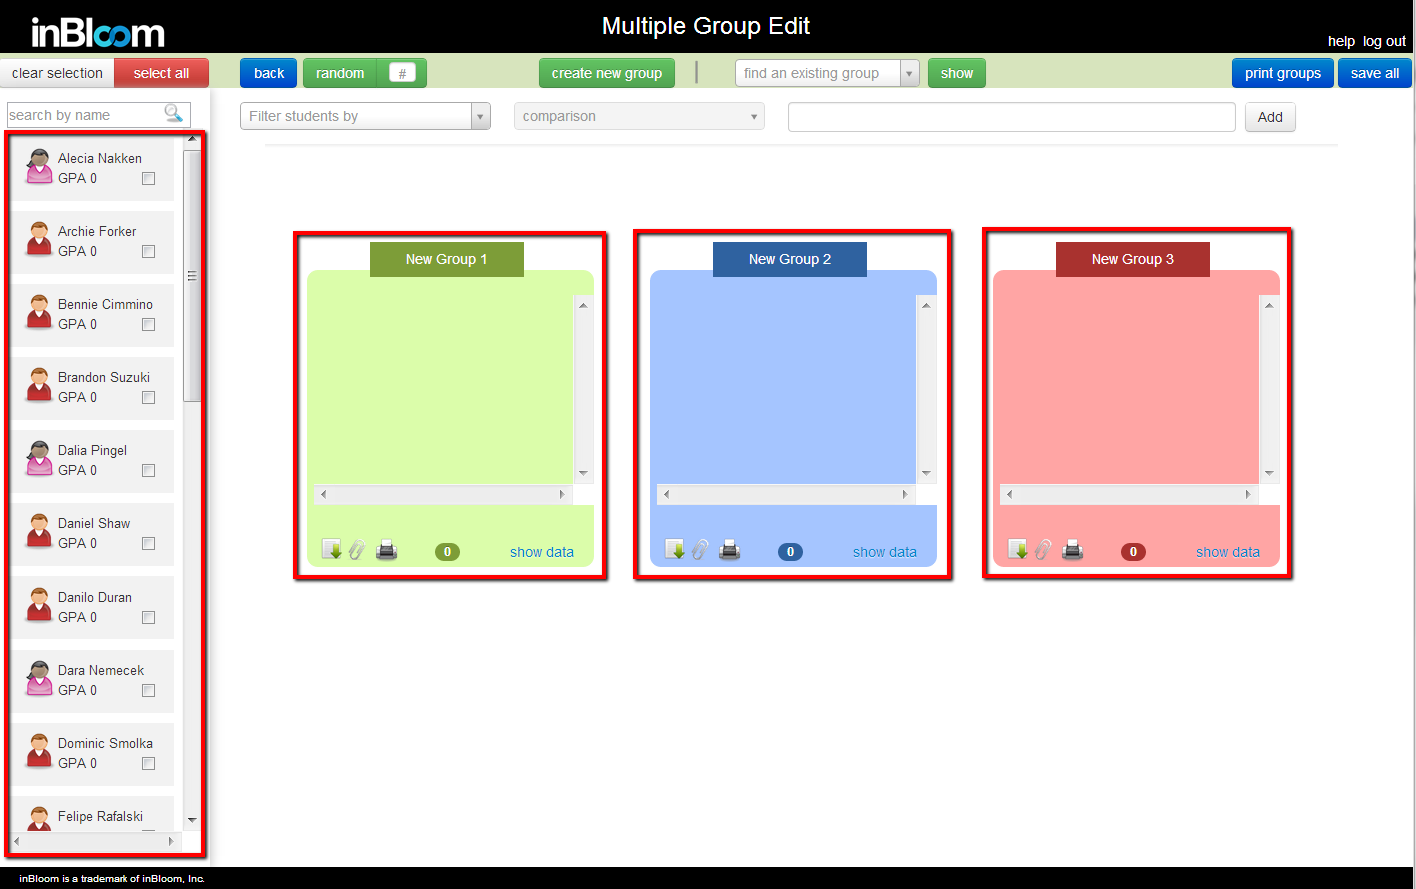 inBloom
Multiple Group Edit
help log out
clear selection select all back random # create new group find an existing group show print groups save all
search by name Filter students by comparison Add
Alecia Nakken
GPA 0
Archie Forker
GPA 0
Bennie Cimmino
GPA 0
Brandon Suzuki
GPA 0
Dalia Pingel
GPA 0
Daniel Shaw
GPA 0
Danilo Duran
GPA 0
Dara Nemecek
GPA 0
Dominic Smolka
GPA 0
Felipe Rafalski
New Group 1
0 show data
New Group 2
0 show data
New Group 3
0 show data
inBloom is a trademark of inBloom, Inc.